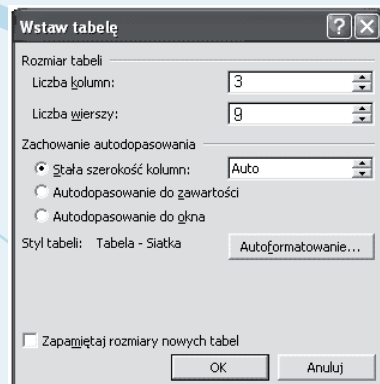 Wstaw tabelę
Rozmiar tabeli
Liczba kolumn: 3
Liczba wierszy: 9
Zachowanie autodopasowania
Stała szerokość kolumn: Auto
Autodopasowanie do zawartości
Autodopasowanie do okna
Styl tabeli: Tabela - Siatka Autoformatowanie...
Zapamiętaj rozmiary nowych tabel
OK Anuluj